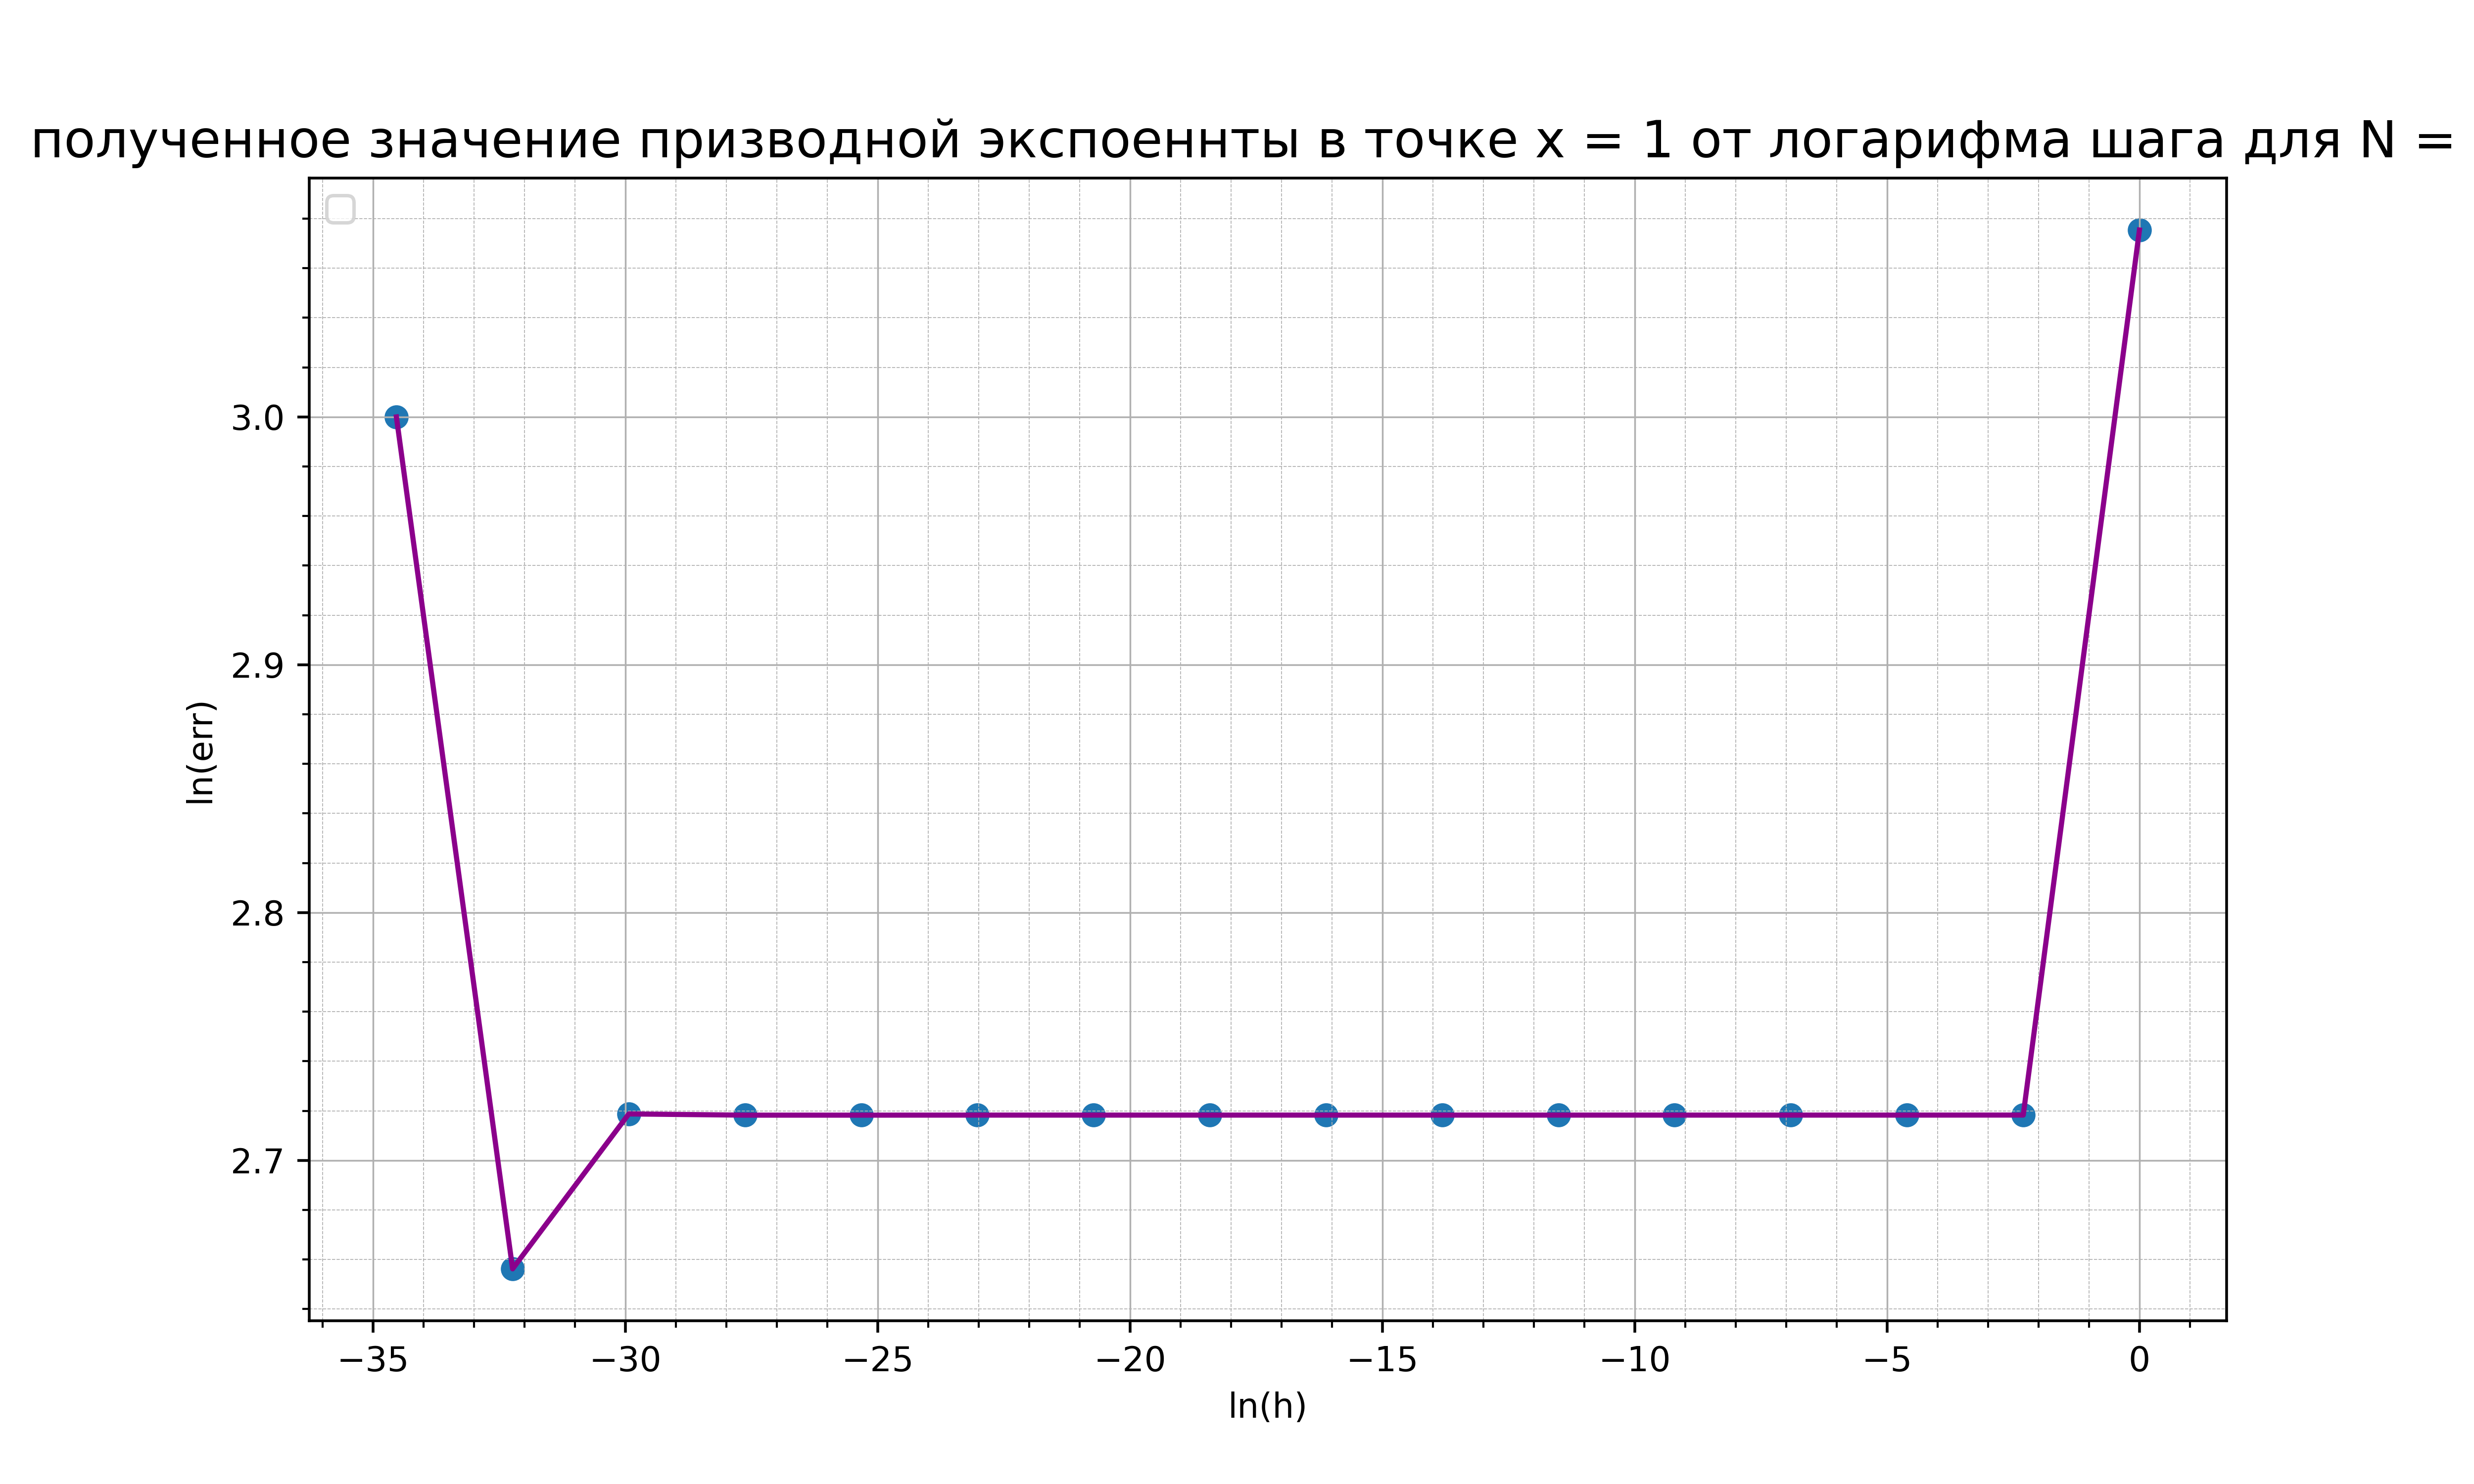 полученное значение призводной экспоеннты в точке x = 1 от логарифма шага для N =
3.0
2.9
2.8
2.7
ln(err)
−35 −30 −25 −20 −15 −10 −5 0
ln(h)